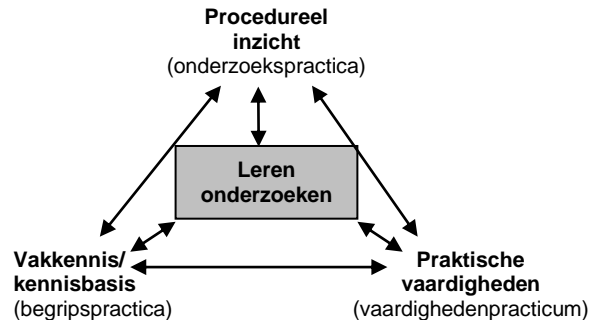 Procedureel
inzicht
(onderzoekspractica)
Leren
onderzoeken
Vakkennis/
kennisbasis
(begripspractica)
Praktische
vaardigheden
(vaardighedenpracticum)